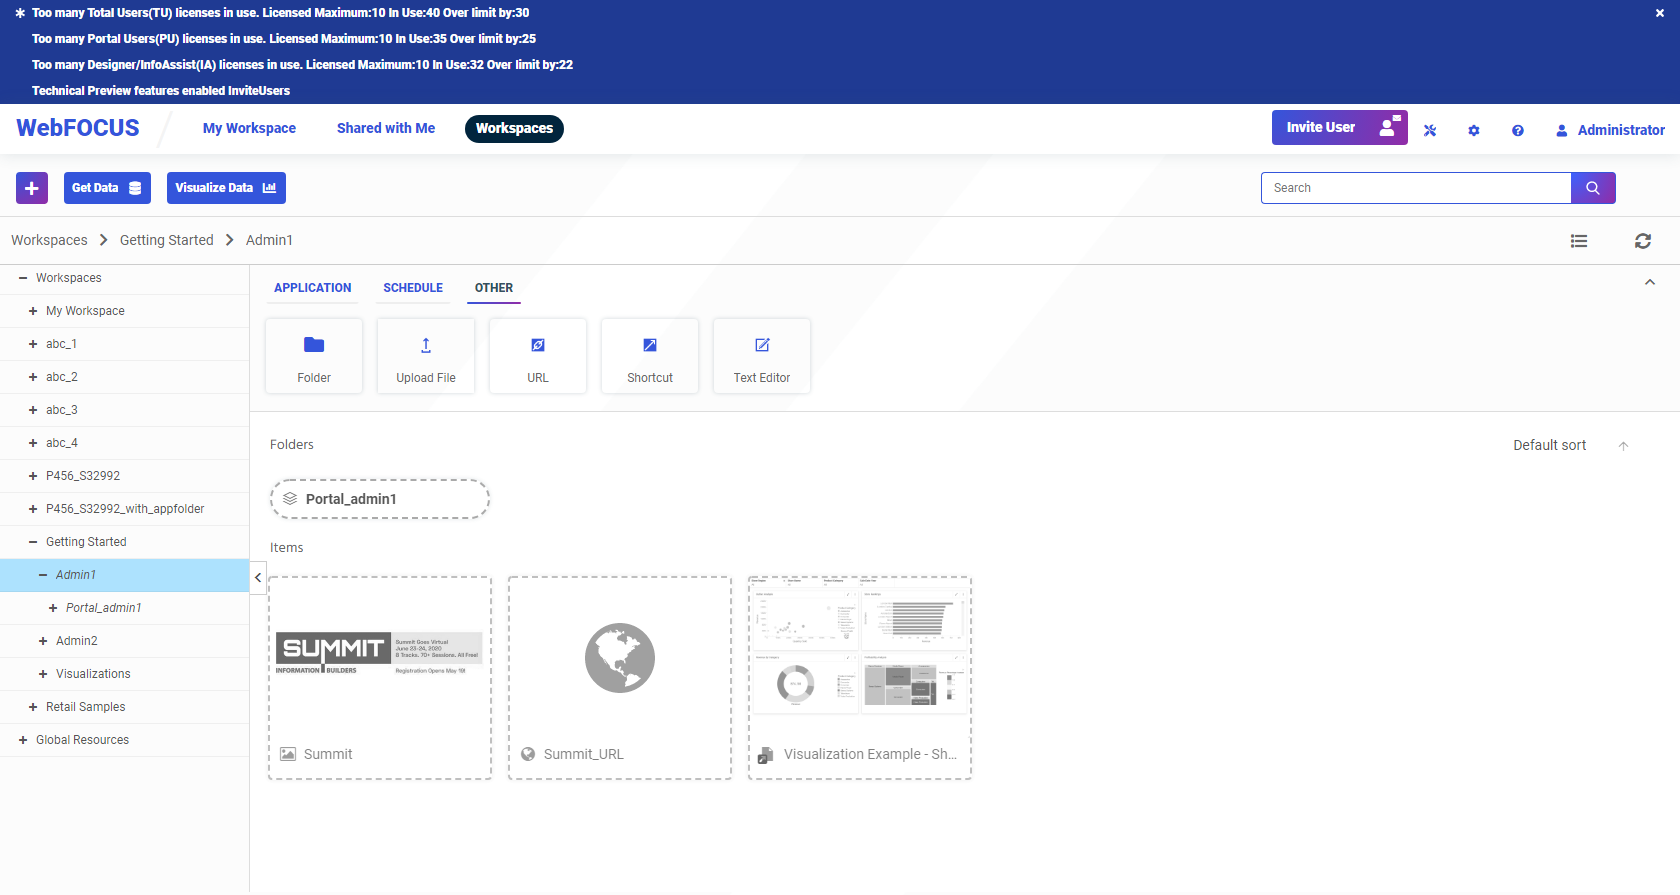 Too many Total Users(TU) licenses in use. Licensed Maximum:10 In Use:40 Over limit by:30
Too many Portal Users(PU) licenses in use. Licensed Maximum:10 In Use:35 Over limit by:25
Too many Designer/InfoAssist(IA) licenses in use. Licensed Maximum:10 In Use:32 Over limit by:22
Technical Preview features enabled InviteUsers
WebFOCUS
My Workspace
Shared with Me
Workspaces
Invite User
Administrator
Get Data
Visualize Data
Search
Workspaces
Getting Started
Admin1
Workspaces
My Workspace
abc_1
abc_2
abc_3
abc_4
P456_S32992
P456_S32992_with_appfolder
Getting Started
Admin1
Portal_admin1
Admin2
Visualizations
Retail Samples
Global Resources
APPLICATION
SCHEDULE
OTHER
Folder
Upload File
URL
Shortcut
Text Editor
Folders
Default sort
Portal_admin1
Items
SUMMIT
INFORMATION BUILDERS
Summit Goes Virtual
June 23-24, 2020
8 Tracks. 70+ Sessions. All Free!
Registration Opens May 19!
Summit
Summit_URL
Visualization Example - Sh...